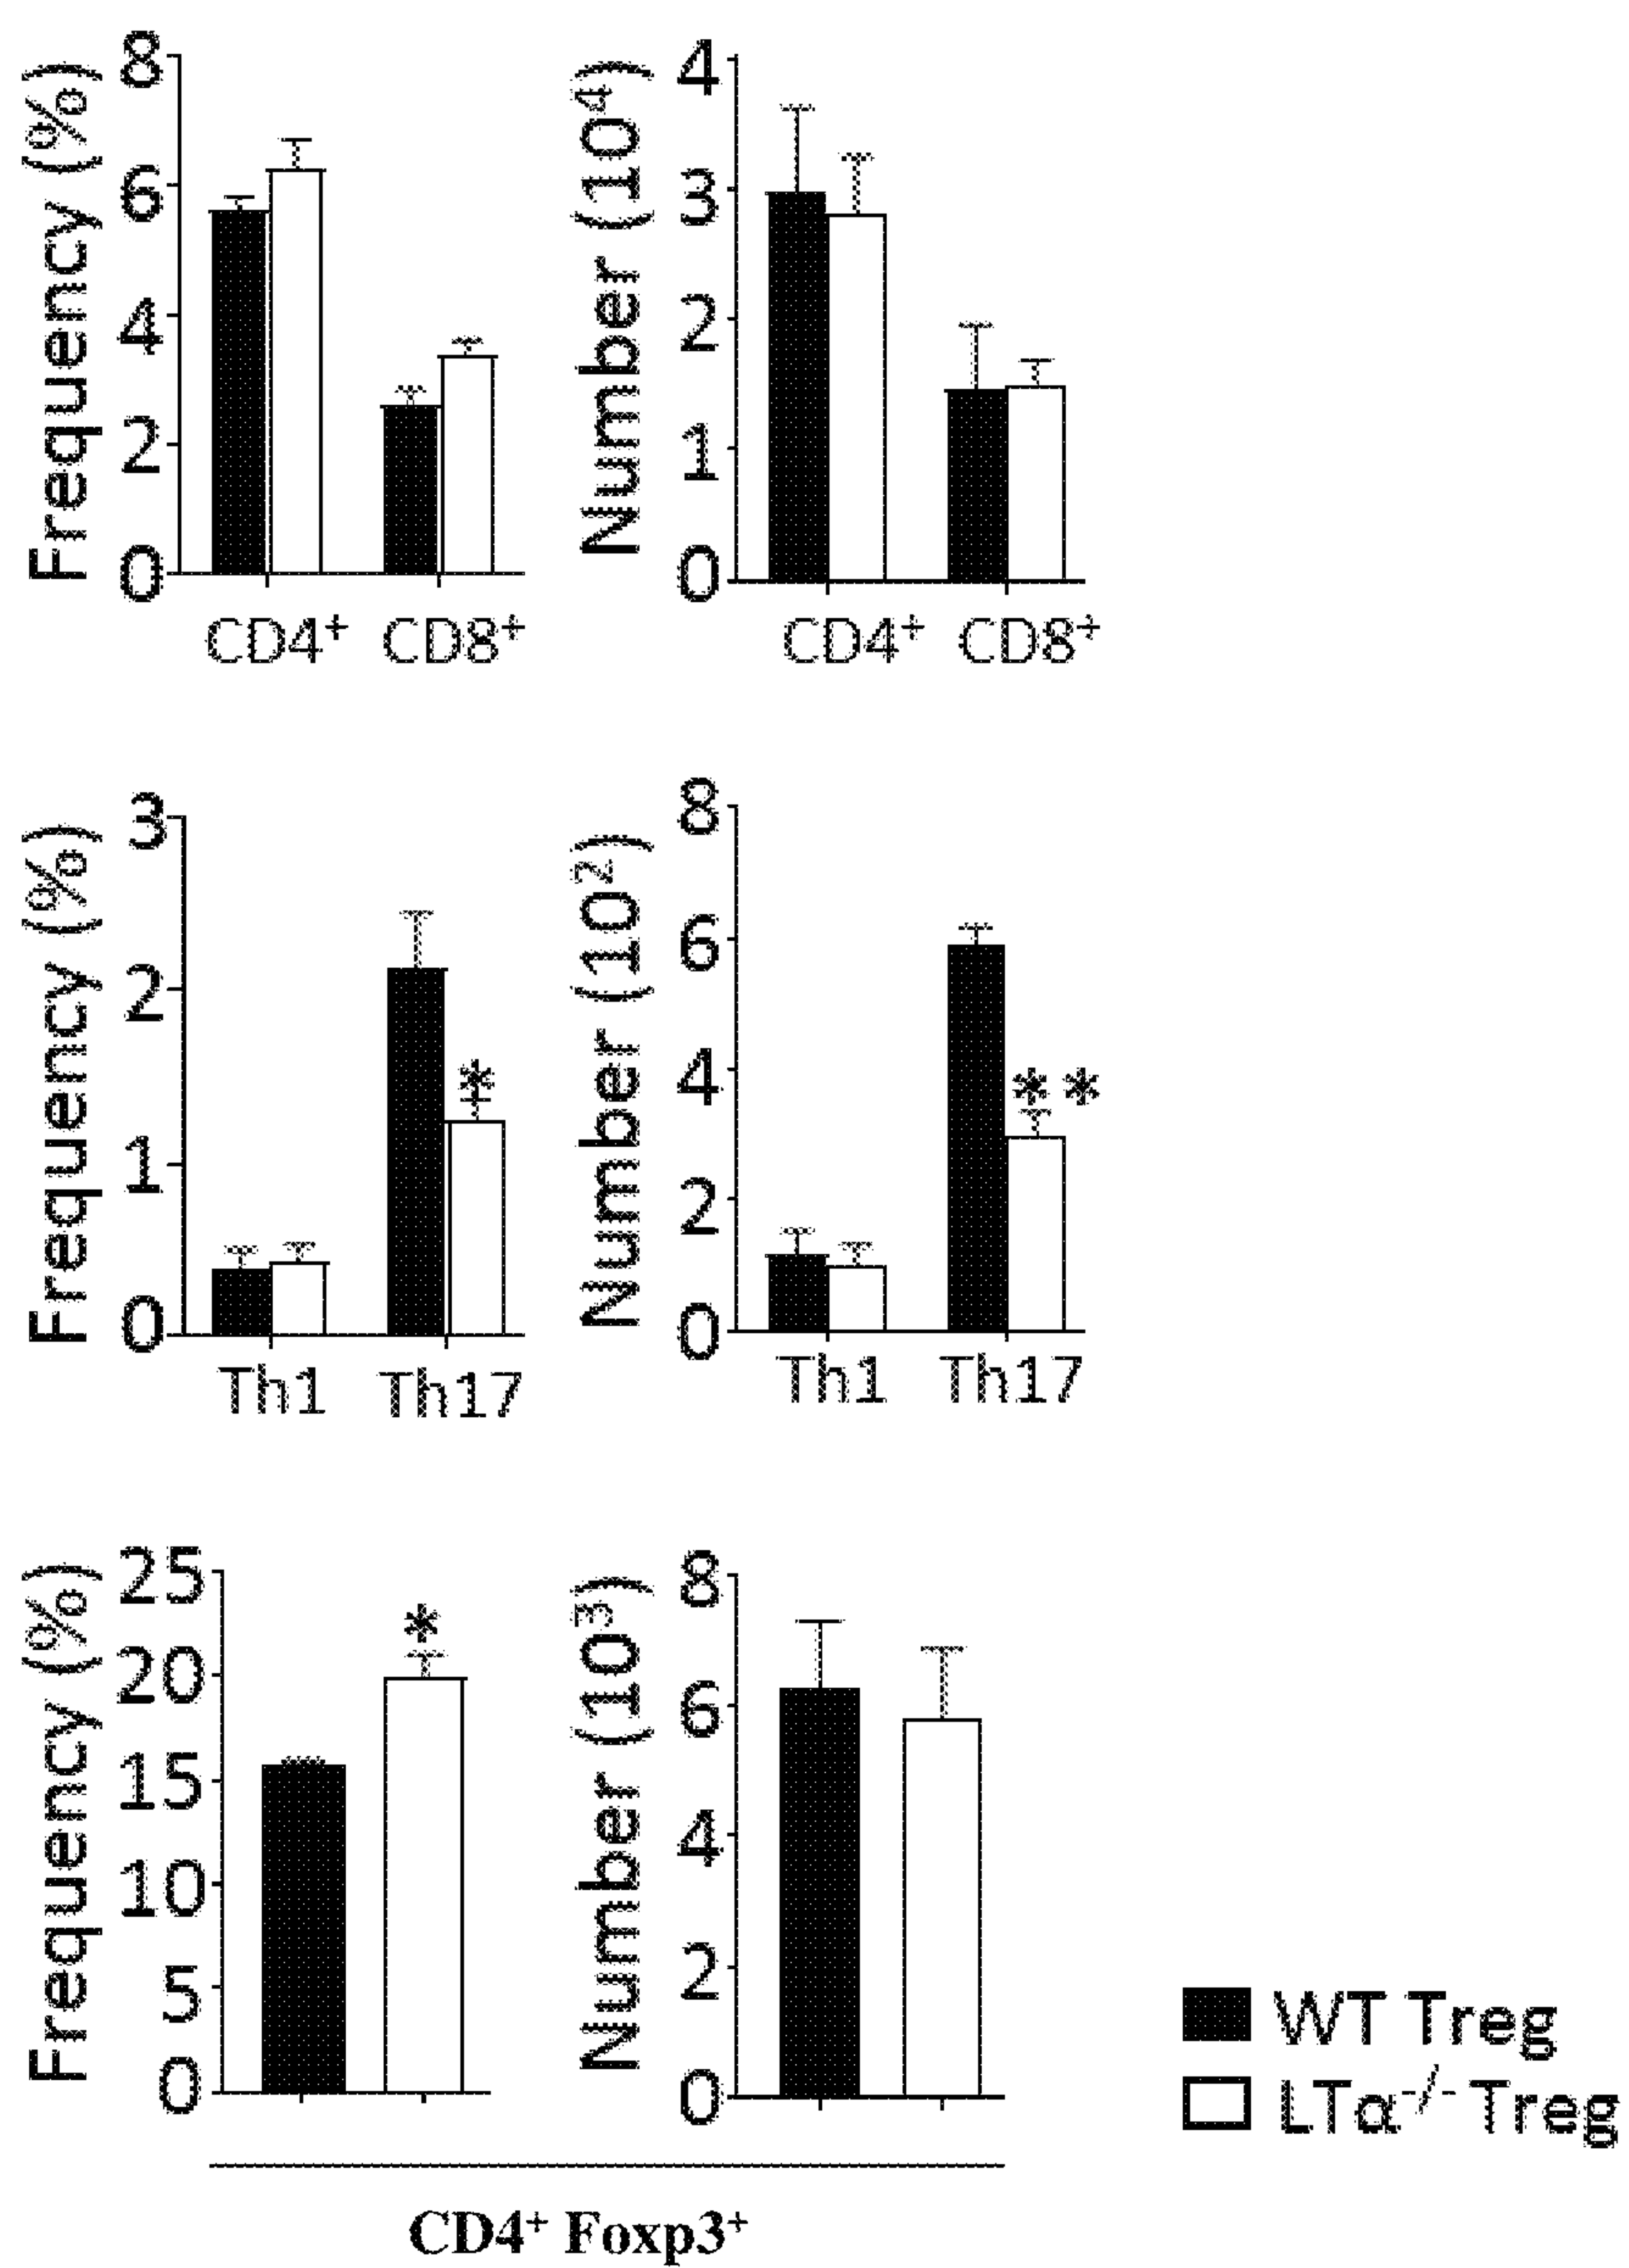 Frequency (%)
8
6
4
2
0
CD4⁺ CD8⁺
Number (10⁴)
4
3
2
1
0
CD4⁺ CD8⁺
Frequency (%)
3
2
1
0
*
Th1 Th17
Number (10²)
8
6
4
2
0
**
Th1 Th17
Frequency (%)
25
20
15
10
5
0
*
Number (10³)
8
6
4
2
0
CD4⁺ Foxp3⁺
WT Treg
LTα⁻/⁻ Treg